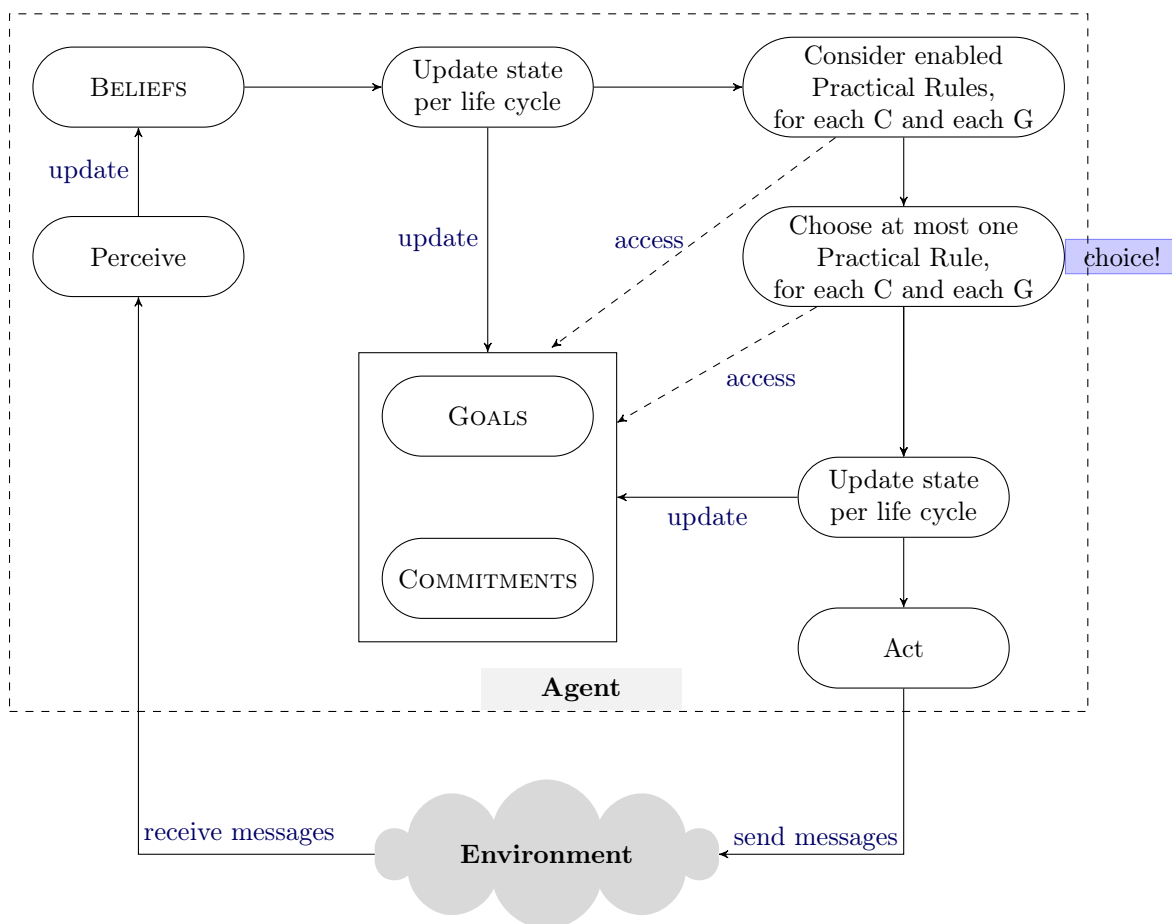 BELIEFS
Update state
per life cycle
Consider enabled
Practical Rules,
for each C and each G
update
Perceive
update
access
Choose at most one
Practical Rule,
for each C and each G
choice!
access
GOALS
Update state
per life cycle
update
COMMITMENTS
Act
Agent
receive messages
Environment
send messages